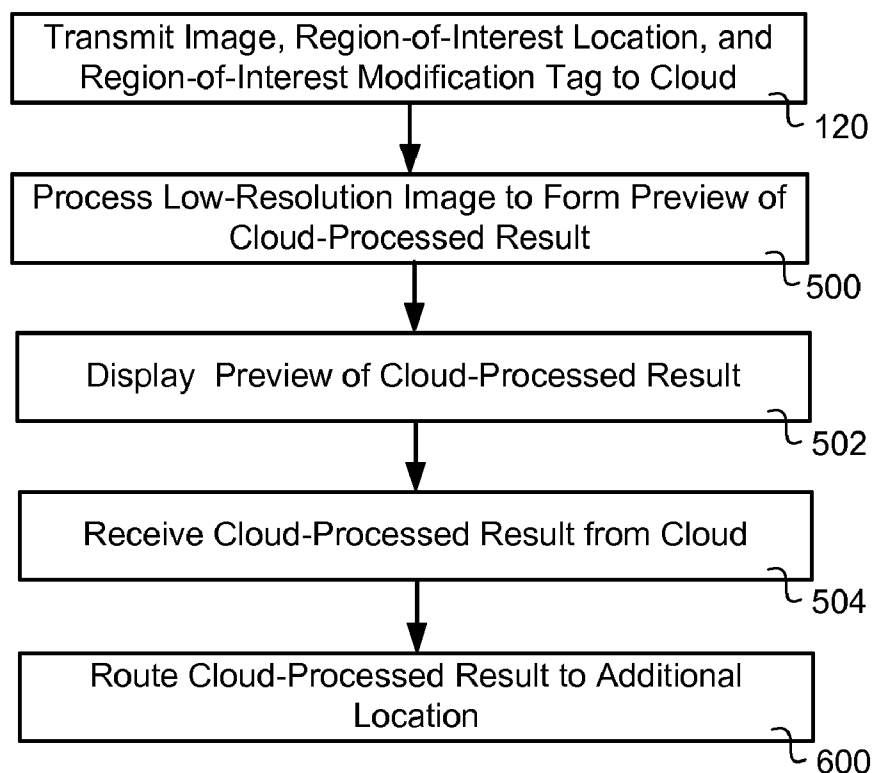 Transmit Image, Region-of-Interest Location, and
Region-of-Interest Modification Tag to Cloud
120
Process Low-Resolution Image to Form Preview of
Cloud-Processed Result
500
Display Preview of Cloud-Processed Result
502
Receive Cloud-Processed Result from Cloud
504
Route Cloud-Processed Result to Additional
Location
600